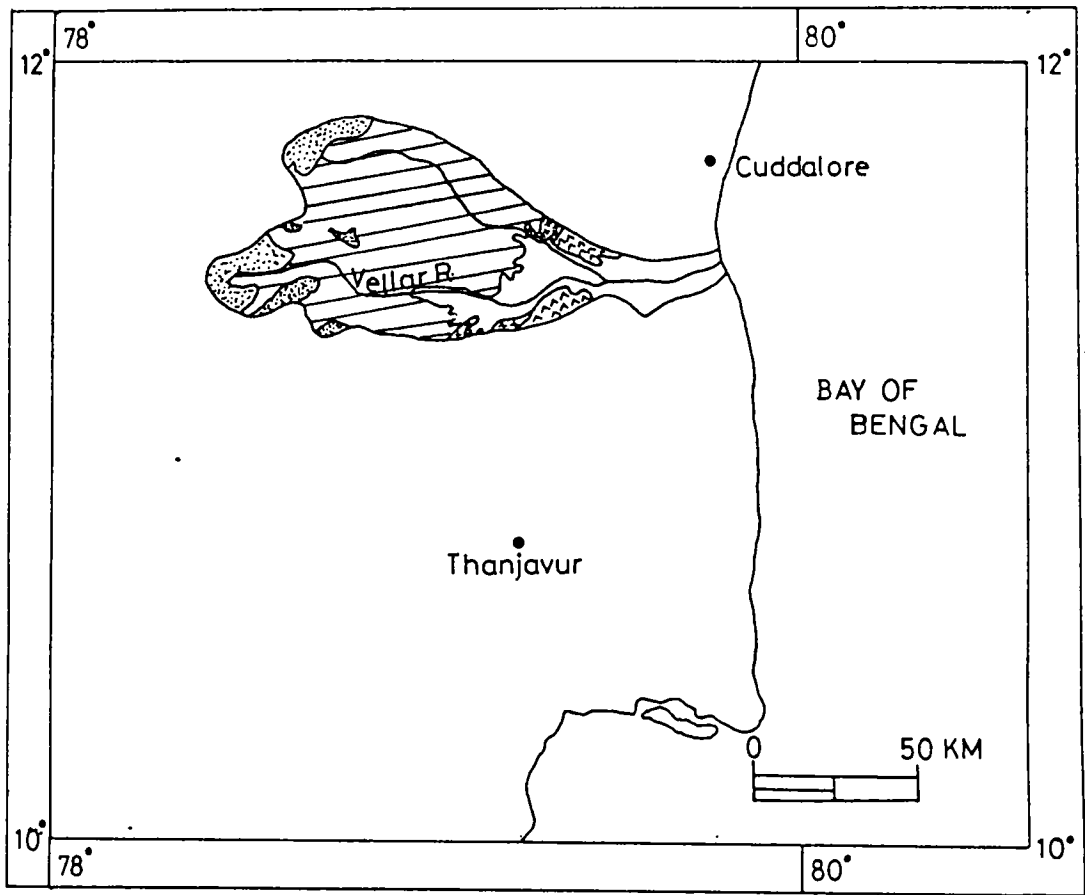 78°
80°
12°
12°
Cuddalore
Vellar R.
BAY OF
BENGAL
Thanjavur
0 50 KM
10°
10°
78°
80°